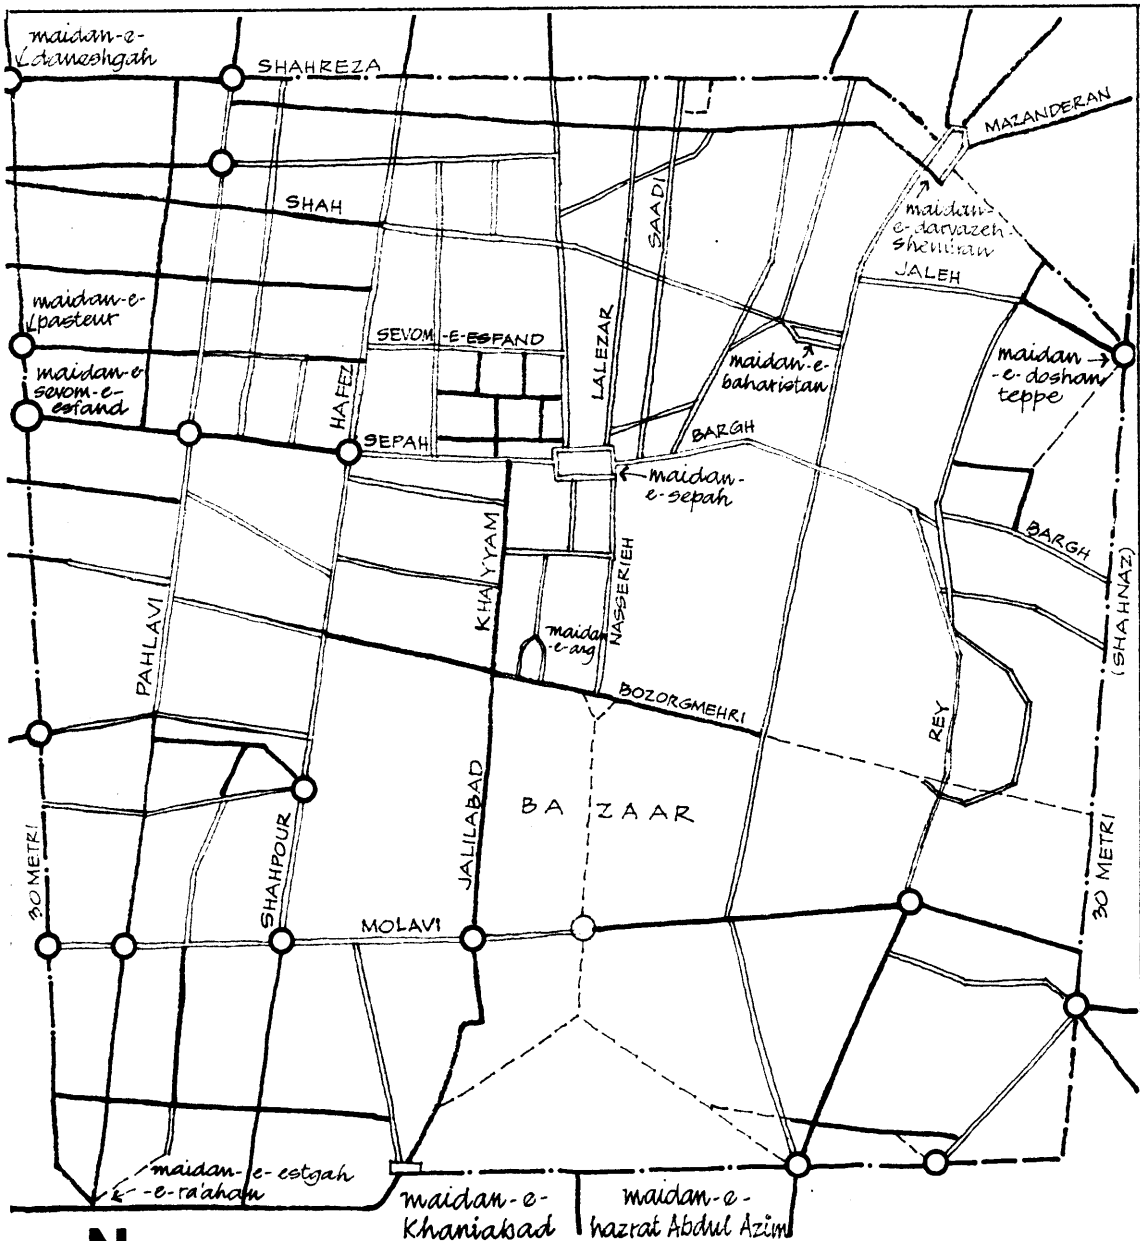 maidan-e-
daneshgah
SHAHREZA
MAZANDERAN
SHAH
SAADI
maidan-
e-darvazeh-
shemiran
JALEH
maidan-e-
pasteur
SEVOM-E-ESFAND
LALEZAR
maidan-e-
baharistan
maidan
-e-doshan
teppe
maidan-e-
sevom-e-
esfand
HAFEZ
SEPAH
BARGH
maidan-
e-sepah
KHAYYAM
NASSERIEH
BARGH
(SHAHNAZ)
PAHLAVI
maidan
-e-arg
BOZORGMEHRI
REY
JALILABAD
BAZAAR
30 METRI
SHAHPOUR
MOLAVI
30 METRI
maidan-e-estgah
-e-ra'ahan
maidan-e-
Khaniabad
maidan-e-
hazrat Abdul Azim
N